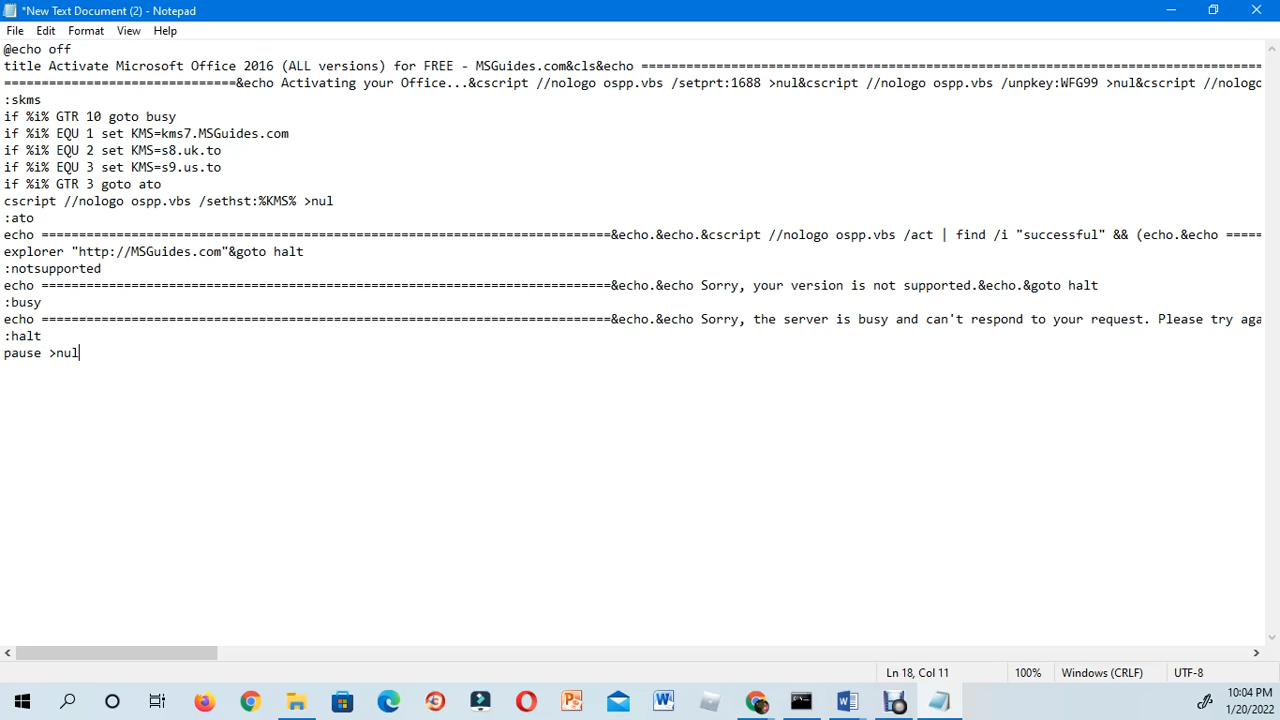 *New Text Document (2) - Notepad
File Edit Format View Help
@echo off
title Activate Microsoft Office 2016 (ALL versions) for FREE - MSGuides.com&cls&echo ===================================================================================
===============================&echo Activating your Office...&cscript //nologo ospp.vbs /setprt:1688 >nul&cscript //nologo ospp.vbs /unpkey:WFG99 >nul&cscript //nologo
:skms
if %i% GTR 10 goto busy
if %i% EQU 1 set KMS=kms7.MSGuides.com
if %i% EQU 2 set KMS=s8.uk.to
if %i% EQU 3 set KMS=s9.us.to
if %i% GTR 3 goto ato
cscript //nologo ospp.vbs /sethst:%KMS% >nul
:ato
echo ============================================================================&echo.&echo.&cscript //nologo ospp.vbs /act | find /i "successful" && (echo.&echo =====
explorer "http://MSGuides.com"&goto halt
:notsupported
echo ============================================================================&echo.&echo Sorry, your version is not supported.&echo.&goto halt
:busy
echo ============================================================================&echo.&echo Sorry, the server is busy and can't respond to your request. Please try aga
:halt
pause >nul
Ln 18, Col 11 100% Windows (CRLF) UTF-8
10:04 PM
1/20/2022